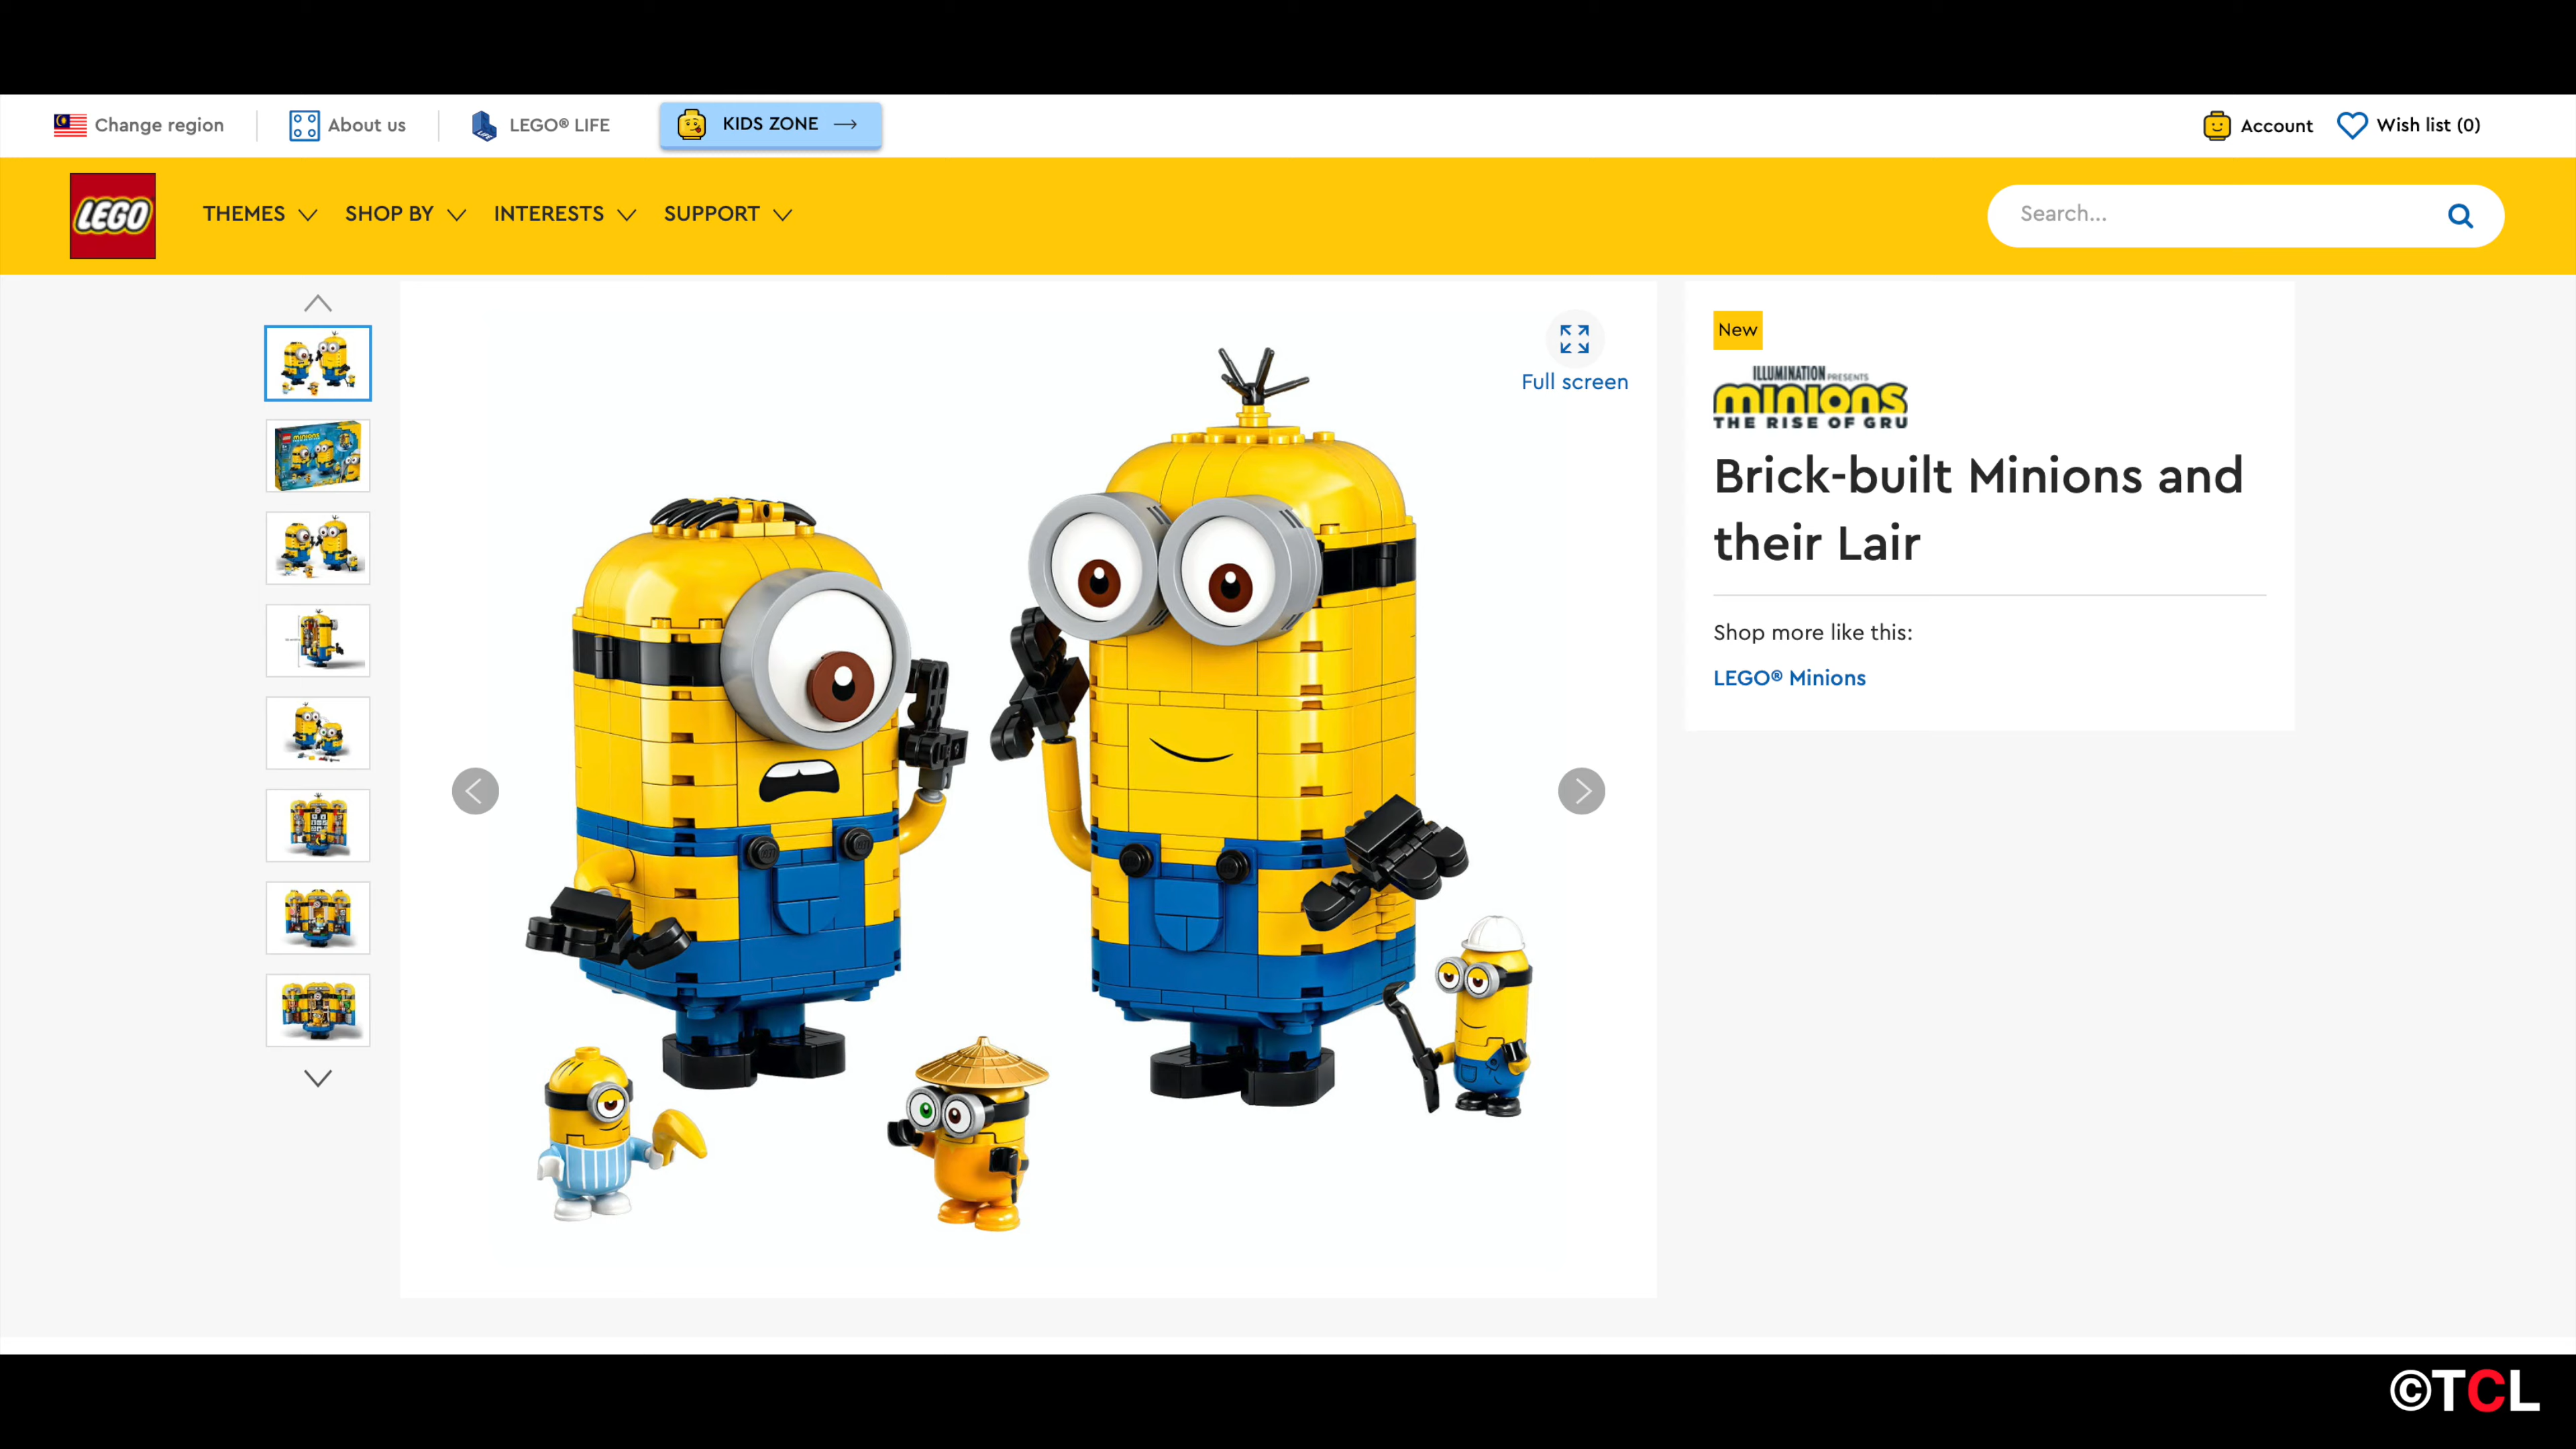 Change region
About us
LEGO® LIFE
KIDS ZONE
Account
Wish list (0)
LEGO
THEMES
SHOP BY
INTERESTS
SUPPORT
Search...
Full screen
New
ILLUMINATION PRESENTS
minions
THE RISE OF GRU
Brick-built Minions and
their Lair
Shop more like this:
LEGO® Minions
©TCL